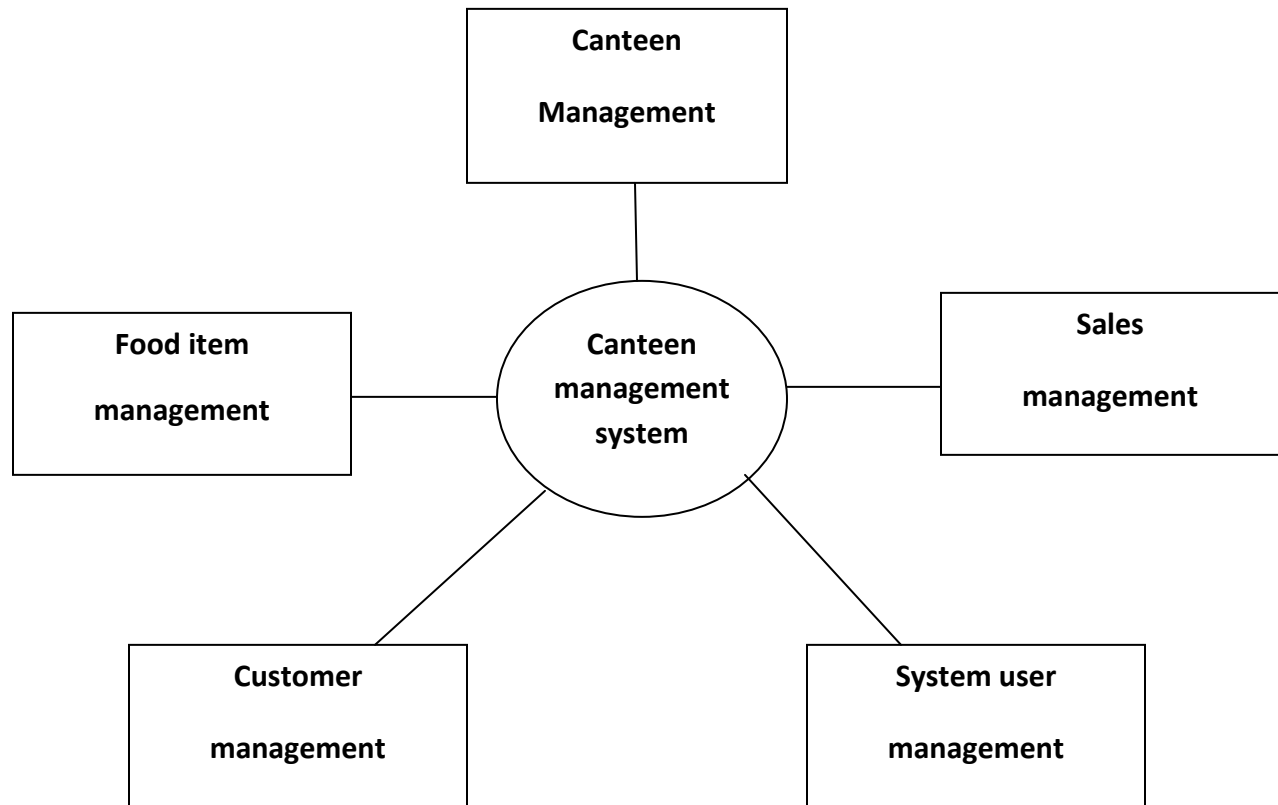 Canteen
Management
Food item
management
Canteen
management
system
Sales
management
Customer
management
System user
management